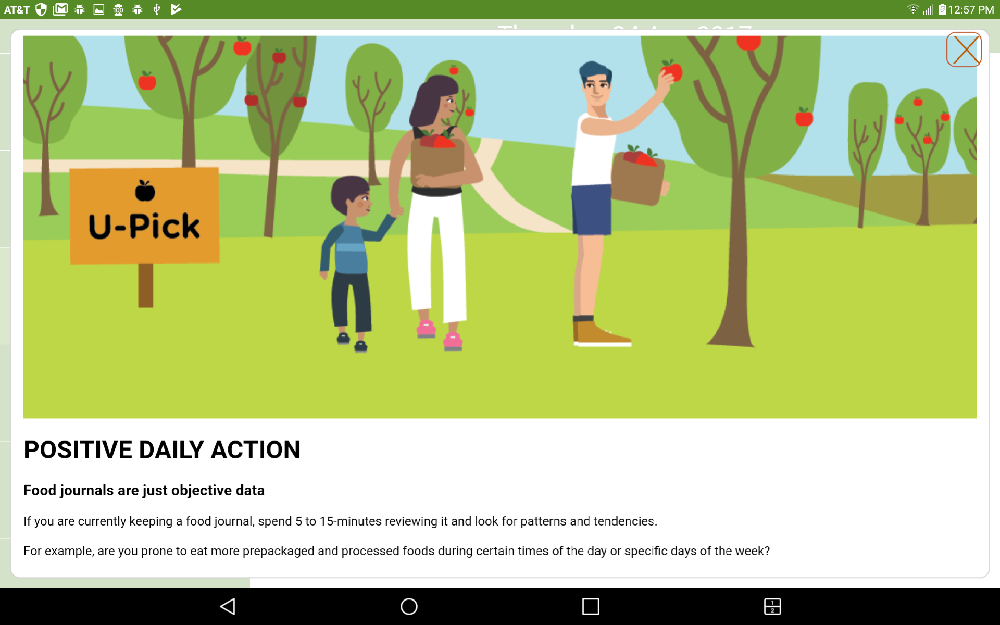 AT&T 100 12:57 PM
U-Pick
POSITIVE DAILY ACTION
Food journals are just objective data
If you are currently keeping a food journal, spend 5 to 15-minutes reviewing it and look for patterns and tendencies.
For example, are you prone to eat more prepackaged and processed foods during certain times of the day or specific days of the week?
1
2